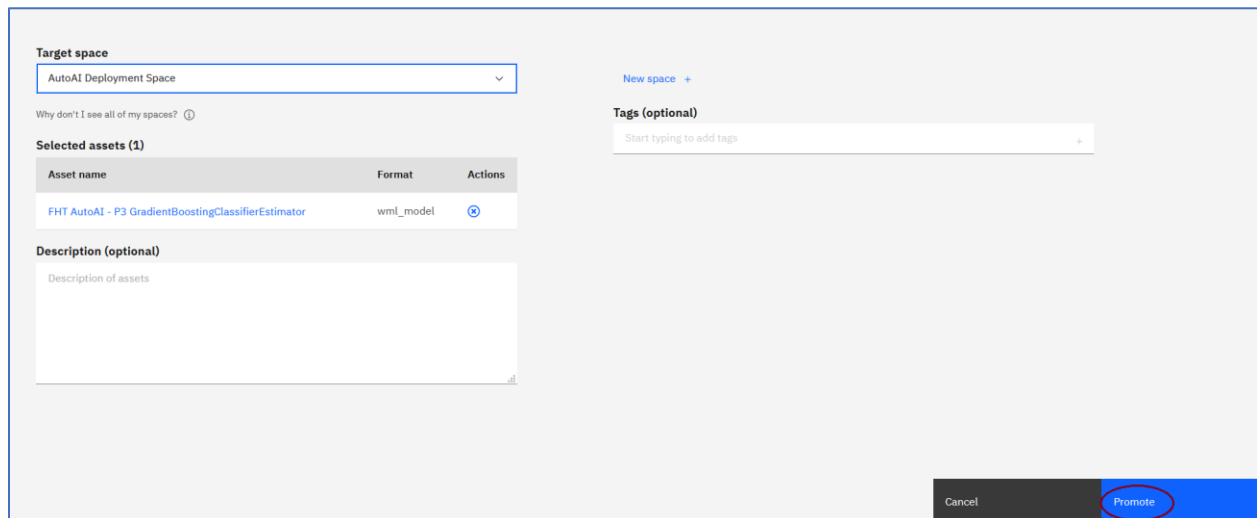 Target space
AutoAI Deployment Space
New space +
Why don't I see all of my spaces?
Tags (optional)
Start typing to add tags
Selected assets (1)
Asset name Format Actions
FHT AutoAI - P3 GradientBoostingClassifierEstimator wml_model
Description (optional)
Description of assets
Cancel Promote